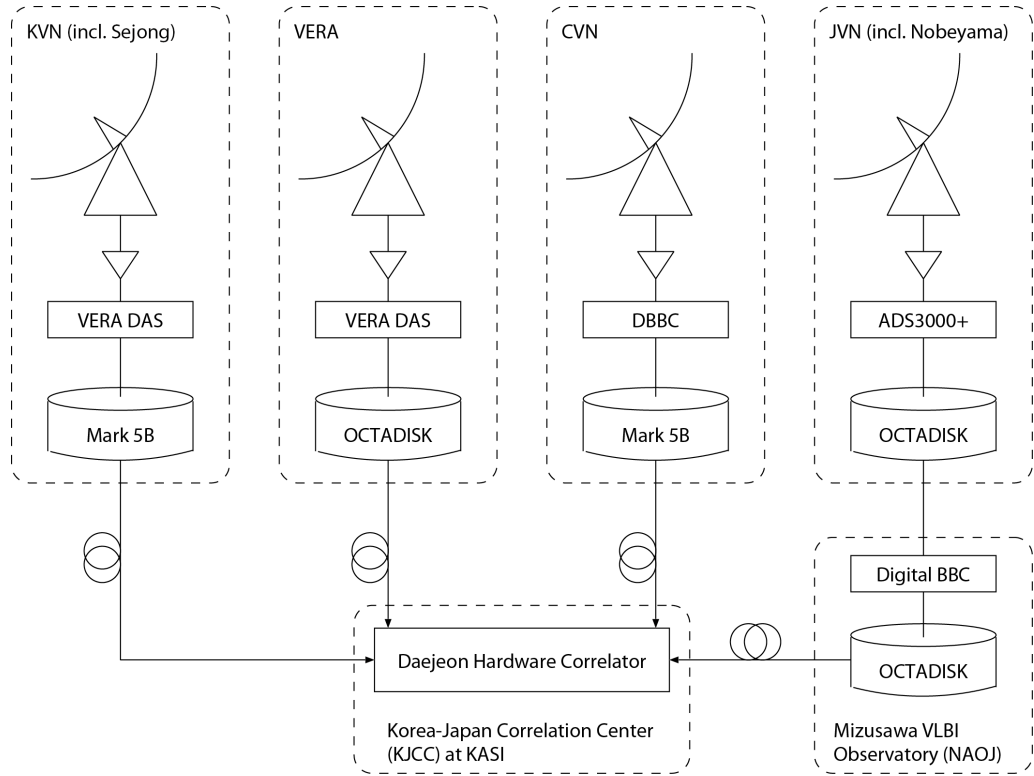 KVN (incl. Sejong)
VERA
CVN
JVN (incl. Nobeyama)
VERA DAS
VERA DAS
DBBC
ADS3000+
Mark 5B
OCTADISK
Mark 5B
OCTADISK
Digital BBC
Daejeon Hardware Correlator
OCTADISK
Korea-Japan Correlation Center
(KJCC) at KASI
Mizusawa VLBI
Observatory (NAOJ)